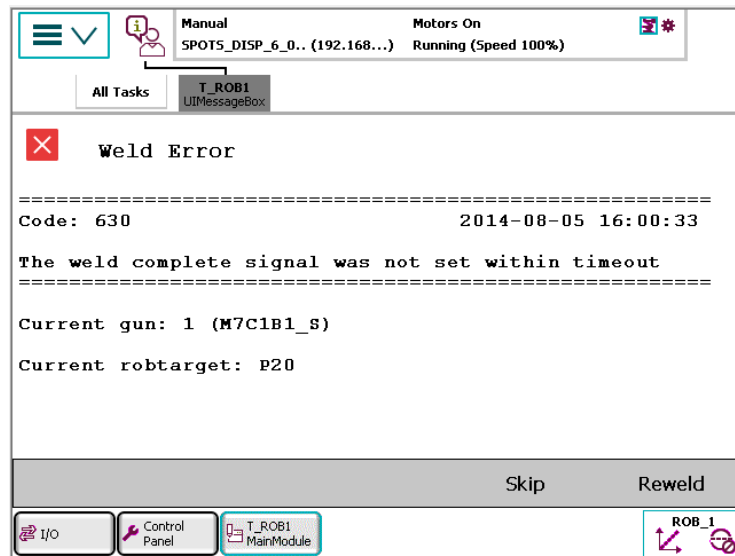 Manual Motors On
SPOTS_DISP_6_0.. (192.168...) Running (Speed 100%)
All Tasks
T_ROB1
UIMessageBox
Weld Error
=======================================================
Code: 630 2014-08-05 16:00:33
The weld complete signal was not set within timeout
=======================================================
Current gun: 1 (M7C1B1_S)
Current robtarget: P20
Skip Reweld
I/O
Control
Panel
T_ROB1
MainModule
ROB_1